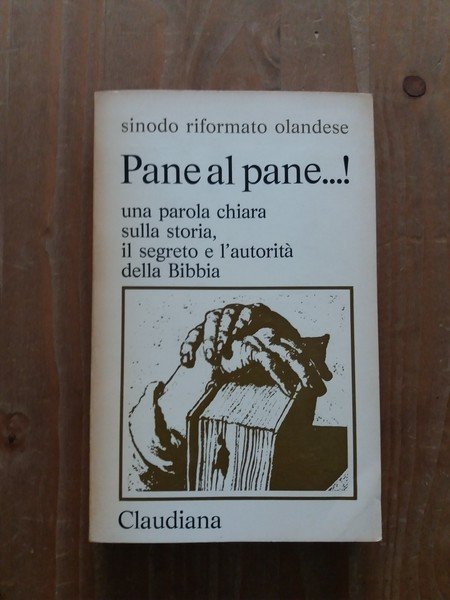 sinodo riformato olandese
Pane al pane...!
una parola chiara
sulla storia,
il segreto e l'autorità
della Bibbia
Claudiana